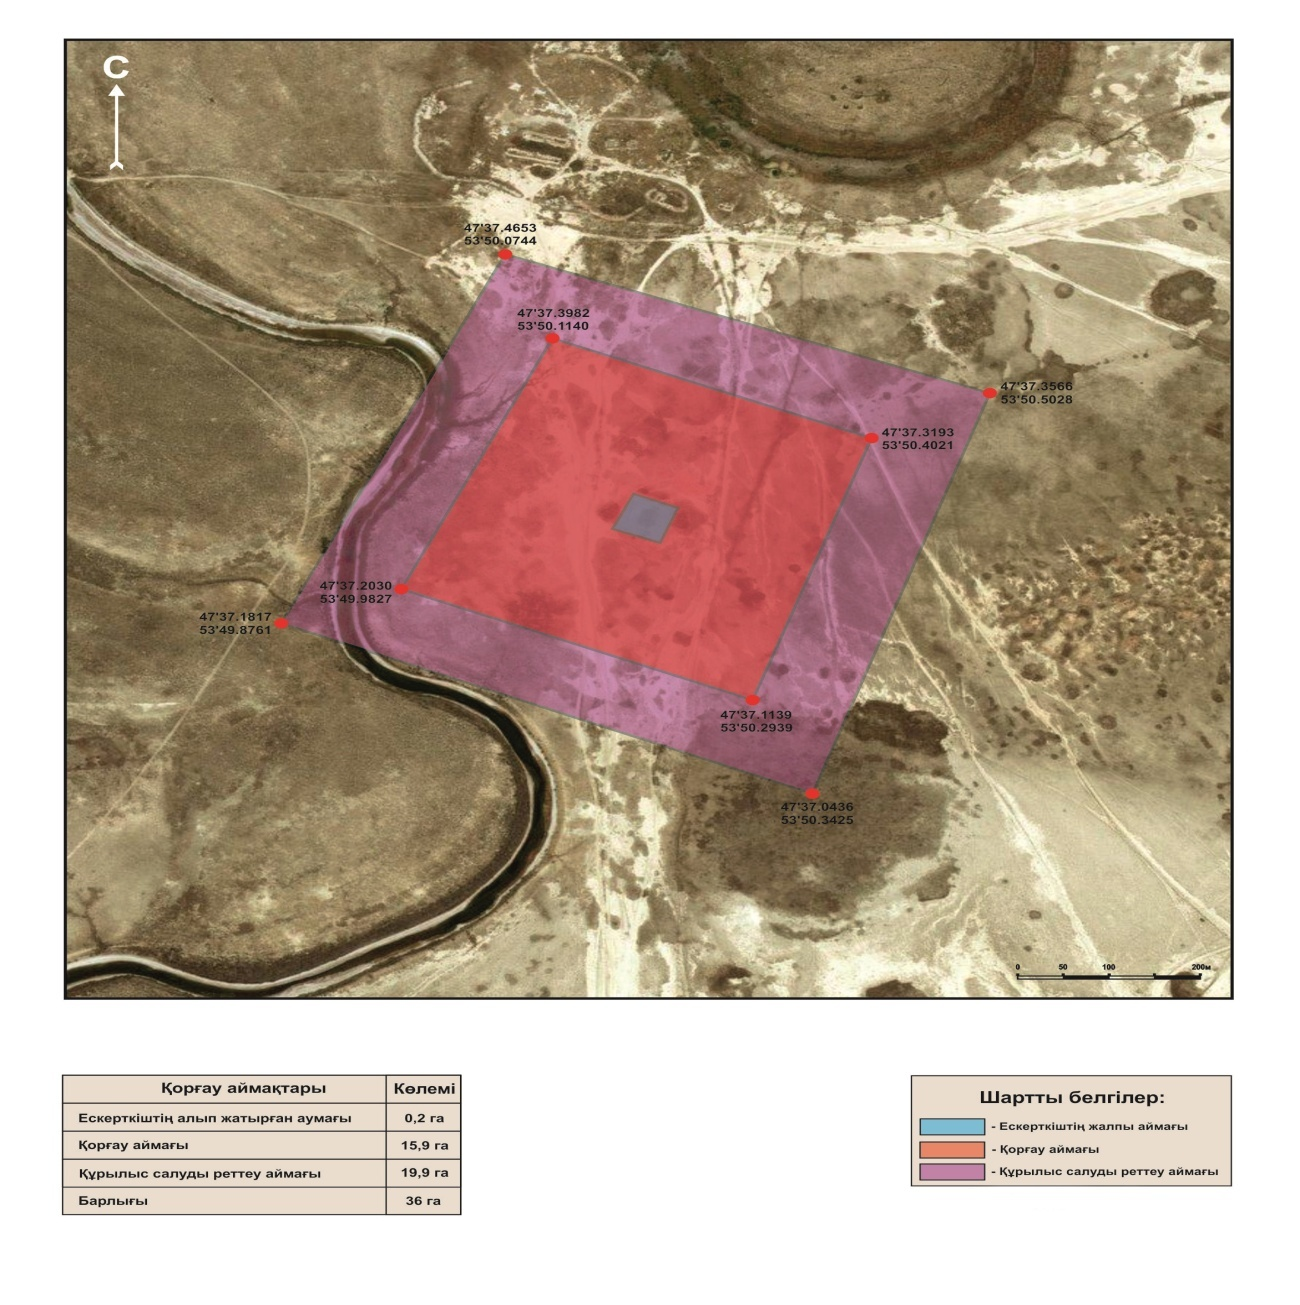 С
47'37.4653
53'50.0744
47'37.3982
53'50.1140
47'37.3566
53'50.5028
47'37.3193
53'50.4021
47'37.2030
53'49.9827
47'37.1817
53'49.8761
47'37.1139
53'50.2939
47'37.0436
53'50.3425
0 50 100 200м
Қорғау аймақтары Көлемі
Ескерткіштің алып жатырған аумағы 0,2 га
Қорғау аймағы 15,9 га
Құрылыс салуды реттеу аймағы 19,9 га
Барлығы 36 га
Шартты белгілер:
- Ескерткіштің жалпы аймағы
- Қорғау аймағы
- Құрылыс салуды реттеу аймағы